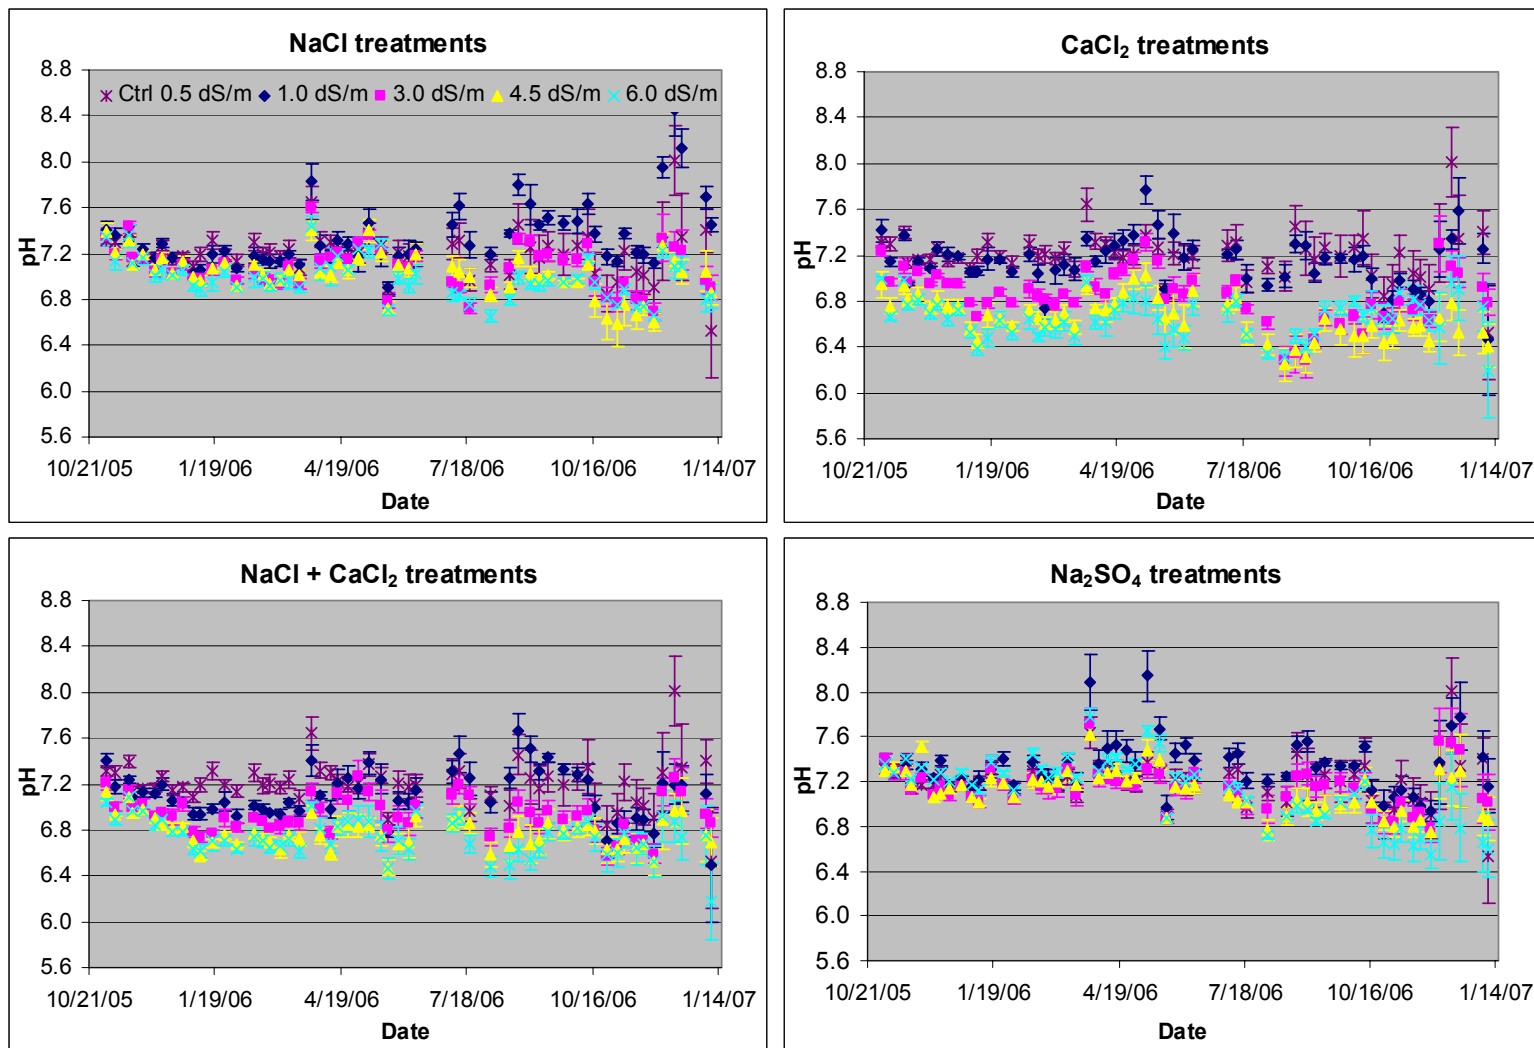 NaCl treatments
8.8
8.4
8.0
7.6
7.2
6.8
6.4
6.0
5.6
pH
Ctrl 0.5 dS/m 1.0 dS/m 3.0 dS/m 4.5 dS/m 6.0 dS/m
10/21/05 1/19/06 4/19/06 7/18/06 10/16/06 1/14/07
Date
CaCl₂ treatments
8.8
8.4
8.0
7.6
7.2
6.8
6.4
6.0
5.6
pH
10/21/05 1/19/06 4/19/06 7/18/06 10/16/06 1/14/07
Date
NaCl + CaCl₂ treatments
8.8
8.4
8.0
7.6
7.2
6.8
6.4
6.0
5.6
pH
10/21/05 1/19/06 4/19/06 7/18/06 10/16/06 1/14/07
Date
Na₂SO₄ treatments
8.8
8.4
8.0
7.6
7.2
6.8
6.4
6.0
5.6
pH
10/21/05 1/19/06 4/19/06 7/18/06 10/16/06 1/14/07
Date